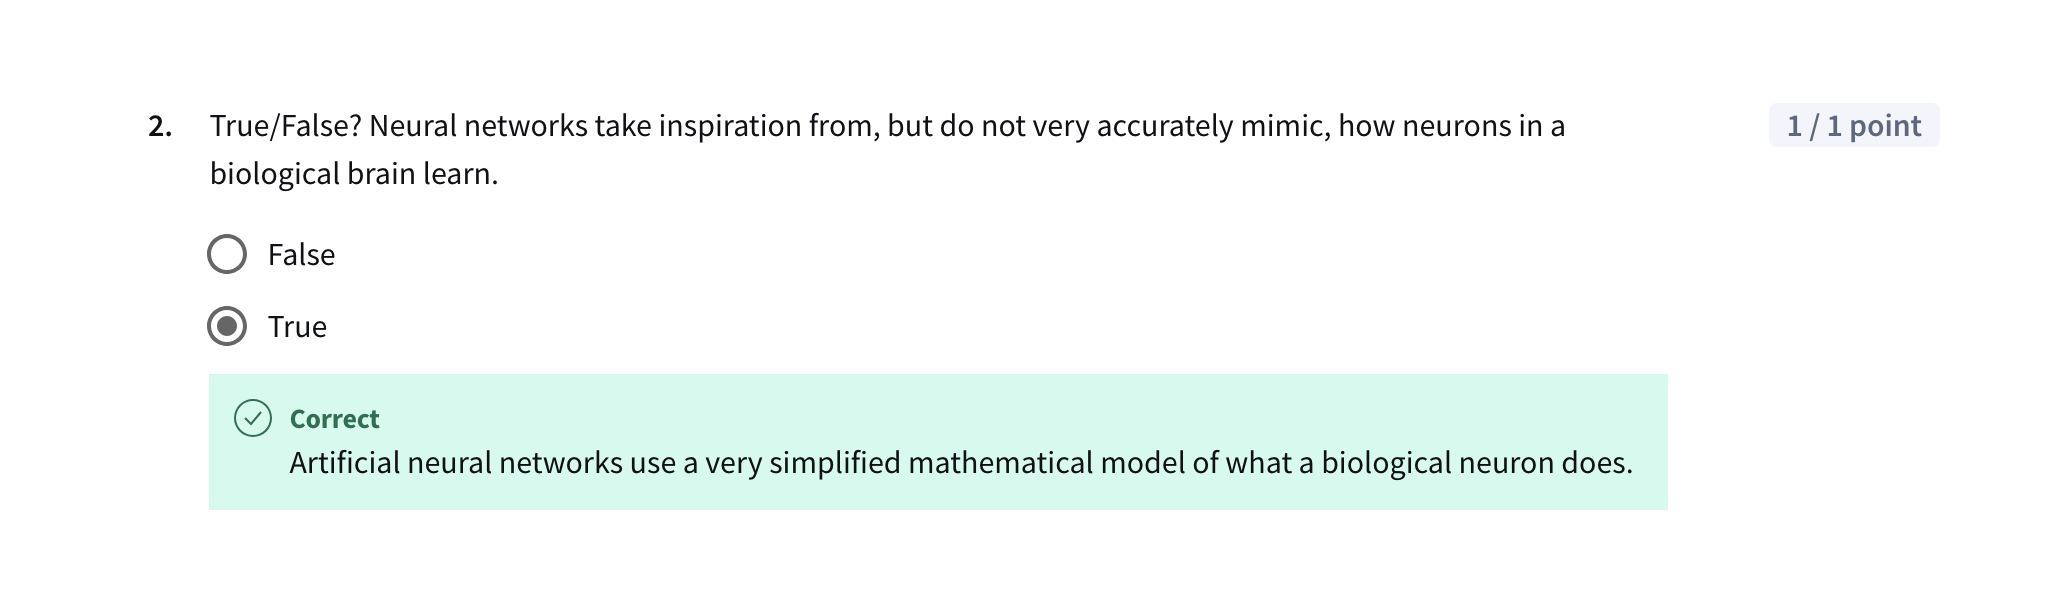 2. True/False? Neural networks take inspiration from, but do not very accurately mimic, how neurons in a 1 / 1 point
biological brain learn.
False
True
Correct
Artificial neural networks use a very simplified mathematical model of what a biological neuron does.